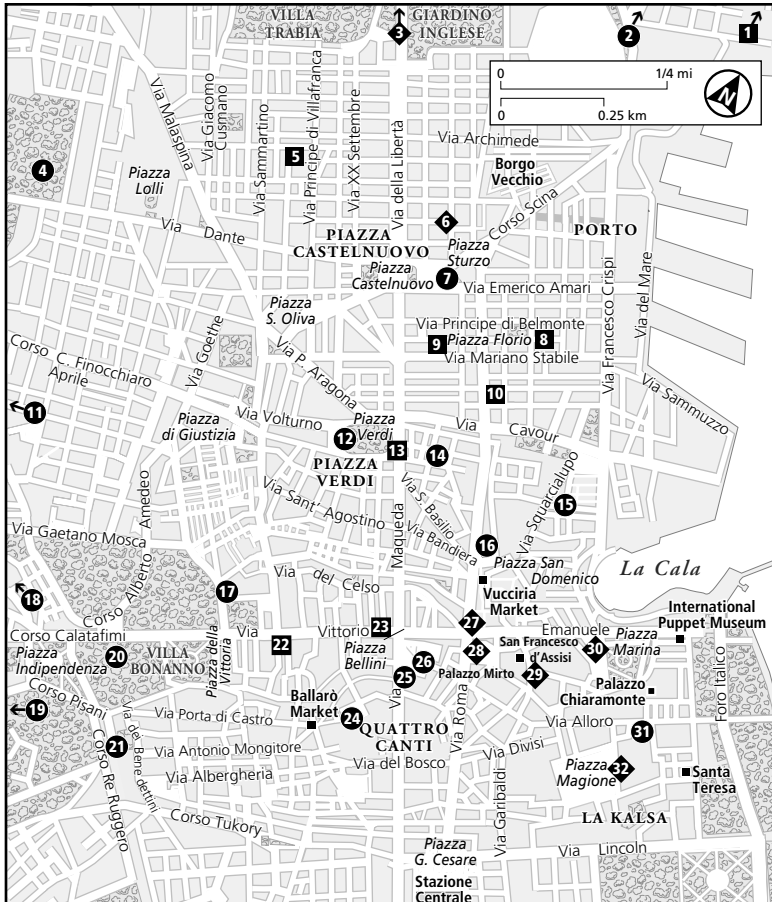 VILLA
TRABIA
3
GIARDINO
INGLESE
2
1
0
1/4 mi
0
0.25 km
N
Via Malaspina
Via Giacomo
Cusmano
Via Sammartino
Via Principe di Villafranca
Via XX Settembre
Via della Libertà
Via Archimede
Borgo
Vecchio
4
5
Piazza
Lolli
Via Dante
PIAZZA
CASTELNUOVO
6
Corso Scina
Piazza
Sturzo
PORTO
Piazza
Castelnuovo
7
Via Emerico Amari
Via Francesco Crispi
Via del Mare
Piazza
S. Oliva
Via Principe di Belmonte
9
Piazza Florio
8
Via Mariano Stabile
Via Goethe
Corso C. Finocchiaro
Aprile
Via P. Aragona
10
Via Sammuzzo
11
Piazza
di Giustizia
Via Volturno
12
Piazza
Verdi
13
14
Via Cavour
PIAZZA
VERDI
Via Sant' Agostino
Via S. Basilio
Via Bandiera
Via Squarcialupo
15
Maqueda
Via Gaetano Mosca
Corso Alberto Amedeo
16
Piazza San
Domenico
La Cala
Via del Celso
17
18
Vucciria
Market
International
Puppet Museum
Corso Calatafimi
Via Vittorio Emanuele
22
23
27
28
San Francesco
d'Assisi
30
Piazza
Marina
Piazza
Bellini
Piazza
Indipendenza
20
VILLA
BONANNO
Piazza della
Vittoria
25
26
Palazzo Mirto
29
Palazzo
Chiaramonte
Foro Italico
Corso Pisani
19
Via dei Benedettini
Via Porta di Castro
Ballarò
Market
24
Via
QUATTRO
CANTI
Via Roma
Via Alloro
31
21
Via Antonio Mongitore
Via Albergheria
Via del Bosco
Via Divisi
Piazza
Magione
32
Santa
Teresa
Corso Re Ruggero
Corso Tukory
Via Garibaldi
LA KALSA
Piazza
G. Cesare
Via Lincoln
Stazione
Centrale